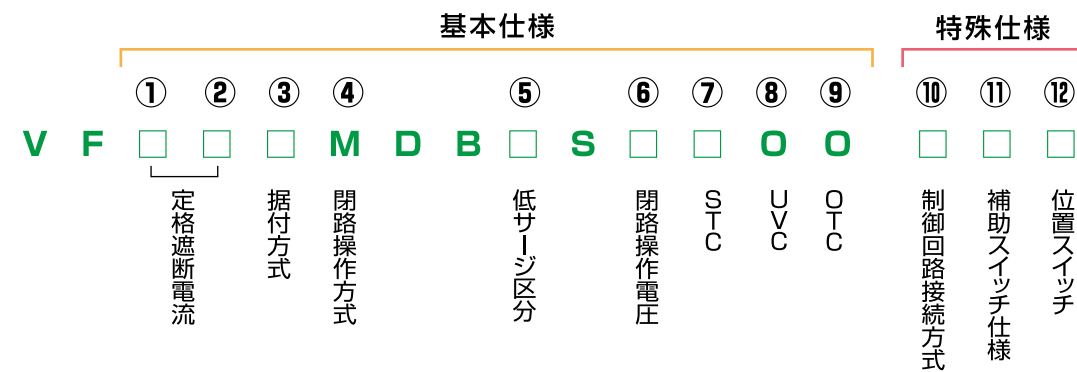 基本仕様 特殊仕様
① ② ③ ④ ⑤ ⑥ ⑦ ⑧ ⑨ ⑩ ⑪ ⑫
V F □ □ □ M D B □ S □ □ O O □ □ □
定格遮断電流
据付方式
閉路操作方式
低サージ区分
閉路操作電圧
STC
UVC
OTC
制御回路接続方式
補助スイッチ仕様
位置スイッチ